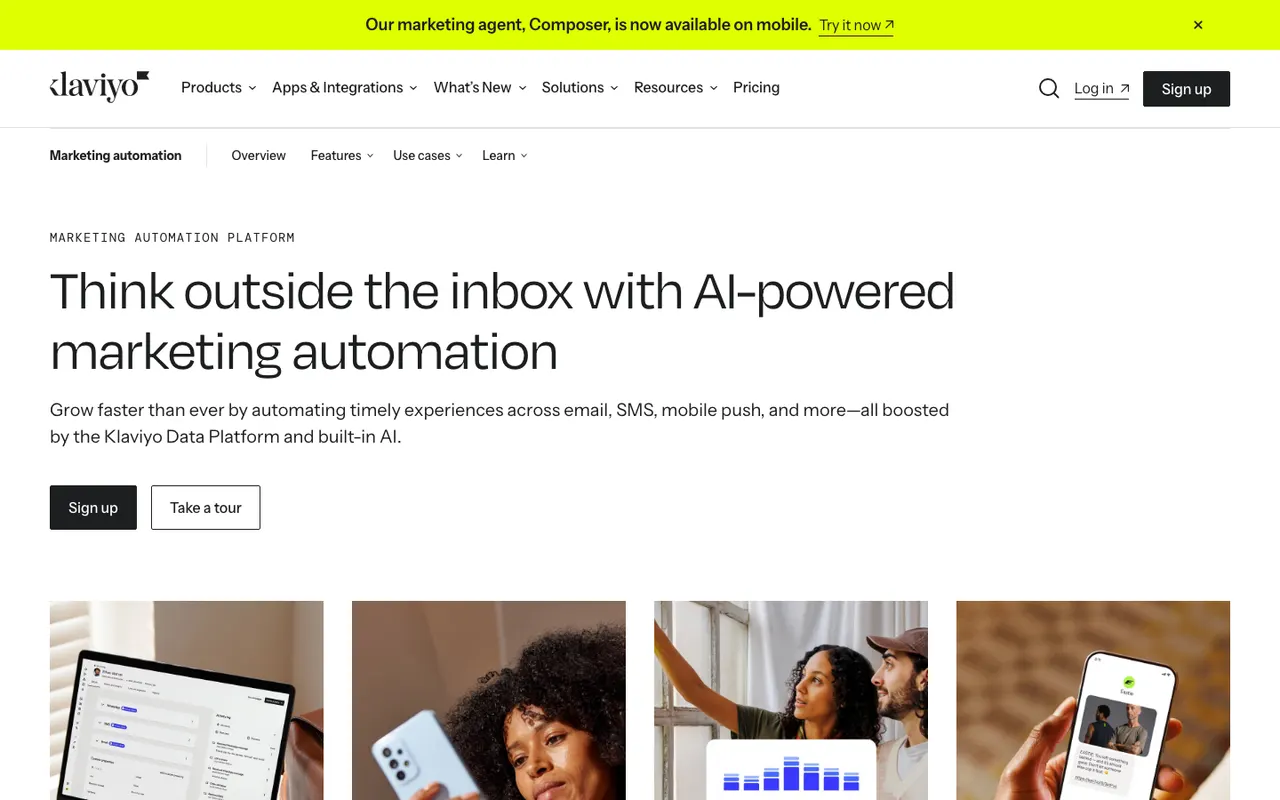 Our marketing agent, Composer, is now available on mobile. Try it now
klaviyo
Products Apps & Integrations What's New Solutions Resources Pricing Log in Sign up
Marketing automation Overview Features Use cases Learn
MARKETING AUTOMATION PLATFORM
Think outside the inbox with AI-powered
marketing automation
Grow faster than ever by automating timely experiences across email, SMS, mobile push, and more—all boosted
by the Klaviyo Data Platform and built-in AI.
Sign up Take a tour